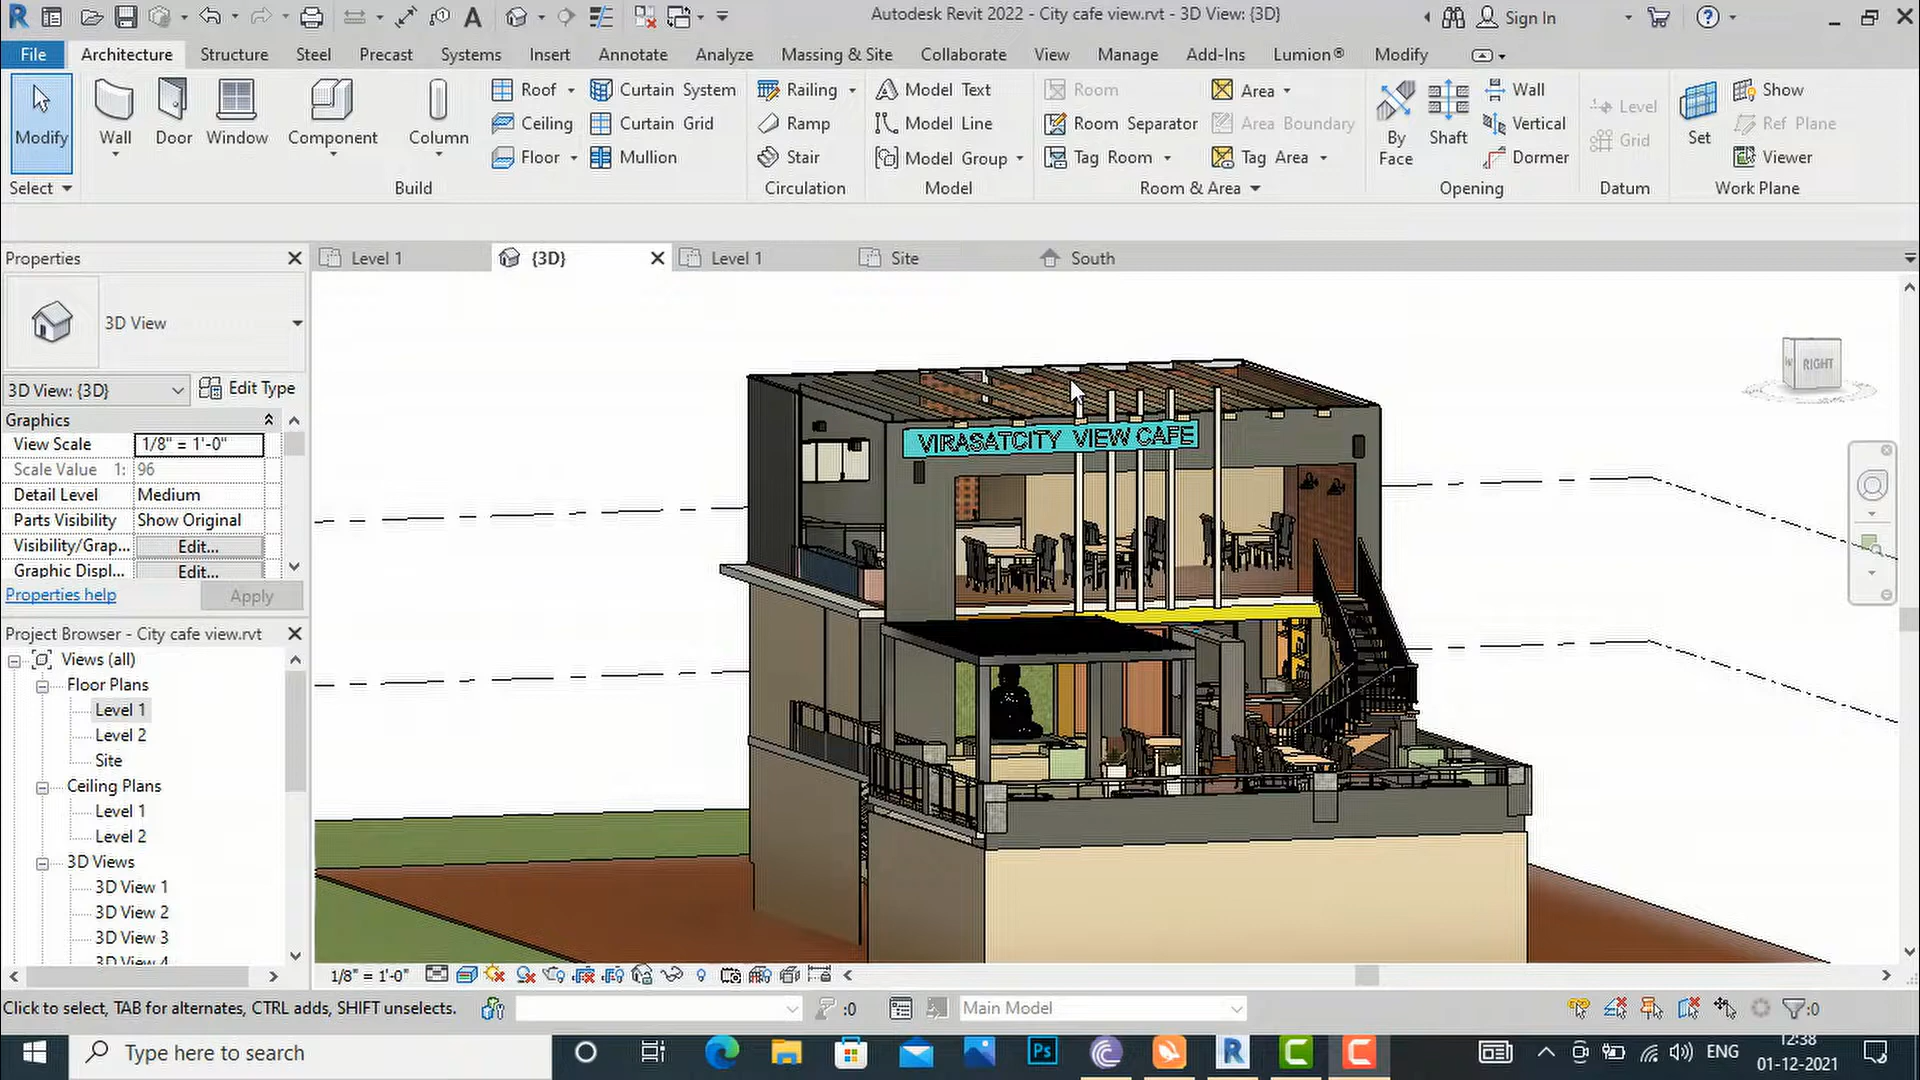 Autodesk Revit 2022 - City cafe view.rvt - 3D View: {3D}
Sign In
File Architecture Structure Steel Precast Systems Insert Annotate Analyze Massing & Site Collaborate View Manage Add-Ins Lumion® Modify
Modify
Wall
Door
Window
Component
Column
Roof
Ceiling
Floor
Curtain System
Curtain Grid
Mullion
Railing
Ramp
Stair
Model Text
Model Line
Model Group
Room
Room Separator
Tag Room
Area
Area Boundary
Tag Area
By
Face
Shaft
Wall
Vertical
Dormer
Level
Grid
Set
Show
Ref Plane
Viewer
Select Build Circulation Model Room & Area Opening Datum Work Plane
Properties
Level 1 {3D} Level 1 Site South
3D View
3D View: {3D} Edit Type
Graphics
View Scale 1/8" = 1'-0"
Scale Value 1: 96
Detail Level Medium
Parts Visibility Show Original
Visibility/Grap... Edit...
Graphic Displ... Edit...
Properties help Apply
Project Browser - City cafe view.rvt
Views (all)
Floor Plans
Level 1
Level 2
Site
Ceiling Plans
Level 1
Level 2
3D Views
3D View 1
3D View 2
3D View 3
3D View 4
RIGHT
VIRASATCITY VIEW CAFE
1/8" = 1'-0"
Click to select, TAB for alternates, CTRL adds, SHIFT unselects.
:0
Main Model
:0
Type here to search
Ps
R
C
C
ENG
12:38
01-12-2021